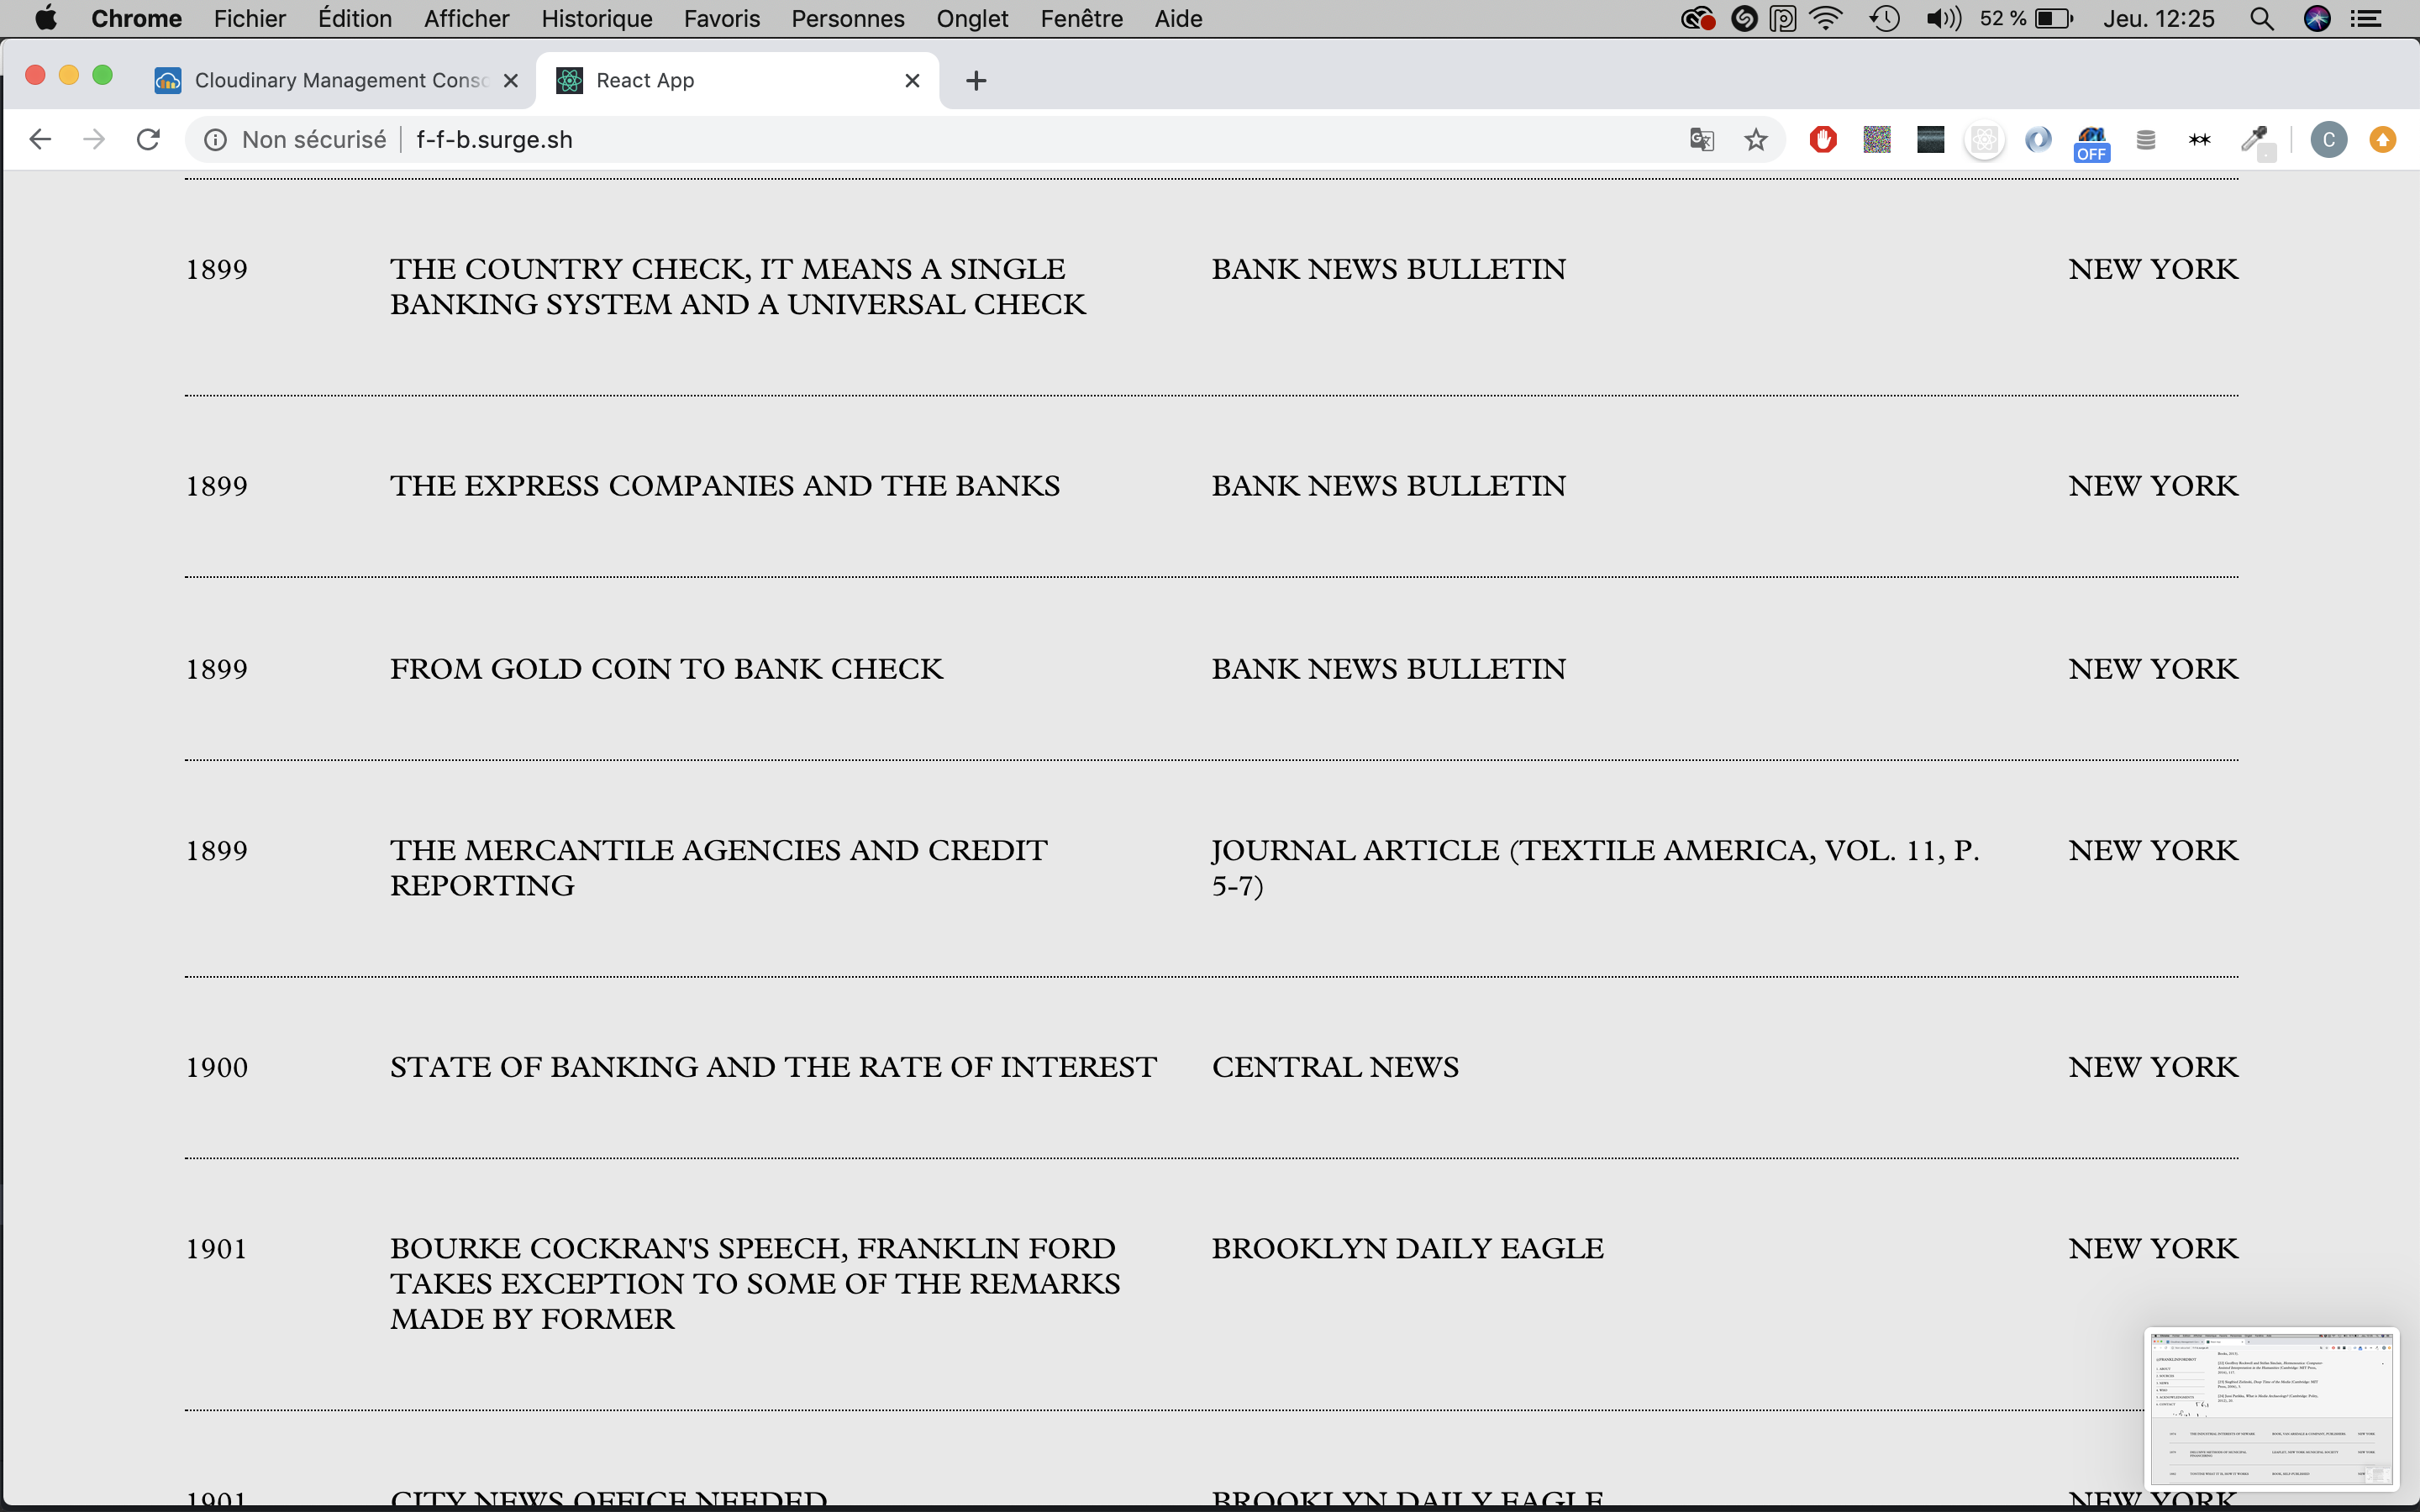 Chrome Fichier Édition Afficher Historique Favoris Personnes Onglet Fenêtre Aide 52 % Jeu. 12:25
Cloudinary Management Conso
React App
Non sécurisé f-f-b.surge.sh
OFF
C
1899 THE COUNTRY CHECK, IT MEANS A SINGLE BANK NEWS BULLETIN NEW YORK
BANKING SYSTEM AND A UNIVERSAL CHECK
1899 THE EXPRESS COMPANIES AND THE BANKS BANK NEWS BULLETIN NEW YORK
1899 FROM GOLD COIN TO BANK CHECK BANK NEWS BULLETIN NEW YORK
1899 THE MERCANTILE AGENCIES AND CREDIT JOURNAL ARTICLE (TEXTILE AMERICA, VOL. 11, P. NEW YORK
REPORTING 5-7)
1900 STATE OF BANKING AND THE RATE OF INTEREST CENTRAL NEWS NEW YORK
1901 BOURKE COCKRAN'S SPEECH, FRANKLIN FORD BROOKLYN DAILY EAGLE NEW YORK
TAKES EXCEPTION TO SOME OF THE REMARKS
MADE BY FORMER
1901 CITY NEWS OFFICE NEEDED BROOKLYN DAILY EAGLE NEW YORK